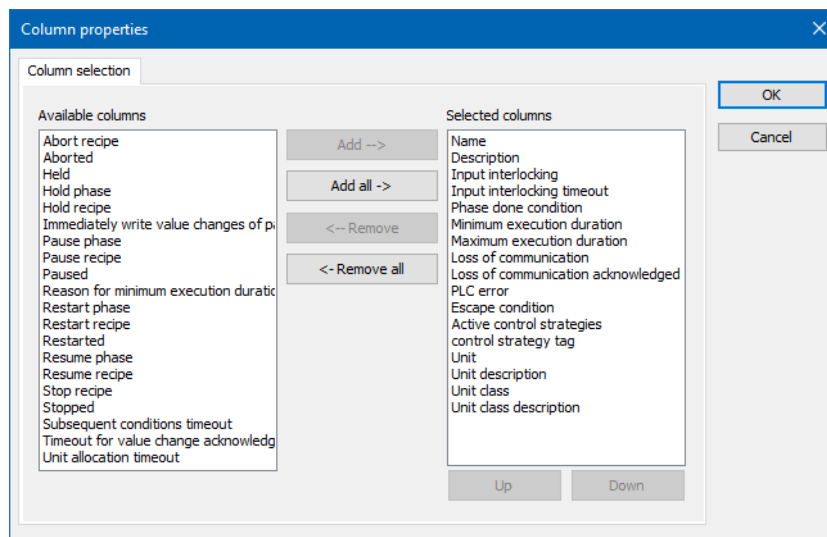 Column properties
Column selection
Available columns
Abort recipe
Aborted
Held
Hold phase
Hold recipe
Immediately write value changes of
Pause phase
Pause recipe
Paused
Reason for minimum execution
Restart phase
Restart recipe
Restarted
Resume phase
Resume recipe
Stop recipe
Stopped
Subsequent conditions timeout
Timeout for value change
Unit allocation timeout
Add -->
Add all ->
<-- Remove
<- Remove all
Selected columns
Name
Description
Input interlocking
Input interlocking timeout
Phase done condition
Minimum execution duration
Maximum execution duration
Loss of communication
Loss of communication acknowledged
PLC error
Escape condition
Active control strategies
control strategy tag
Unit
Unit description
Unit class
Unit class description
Up
Down
OK
Cancel